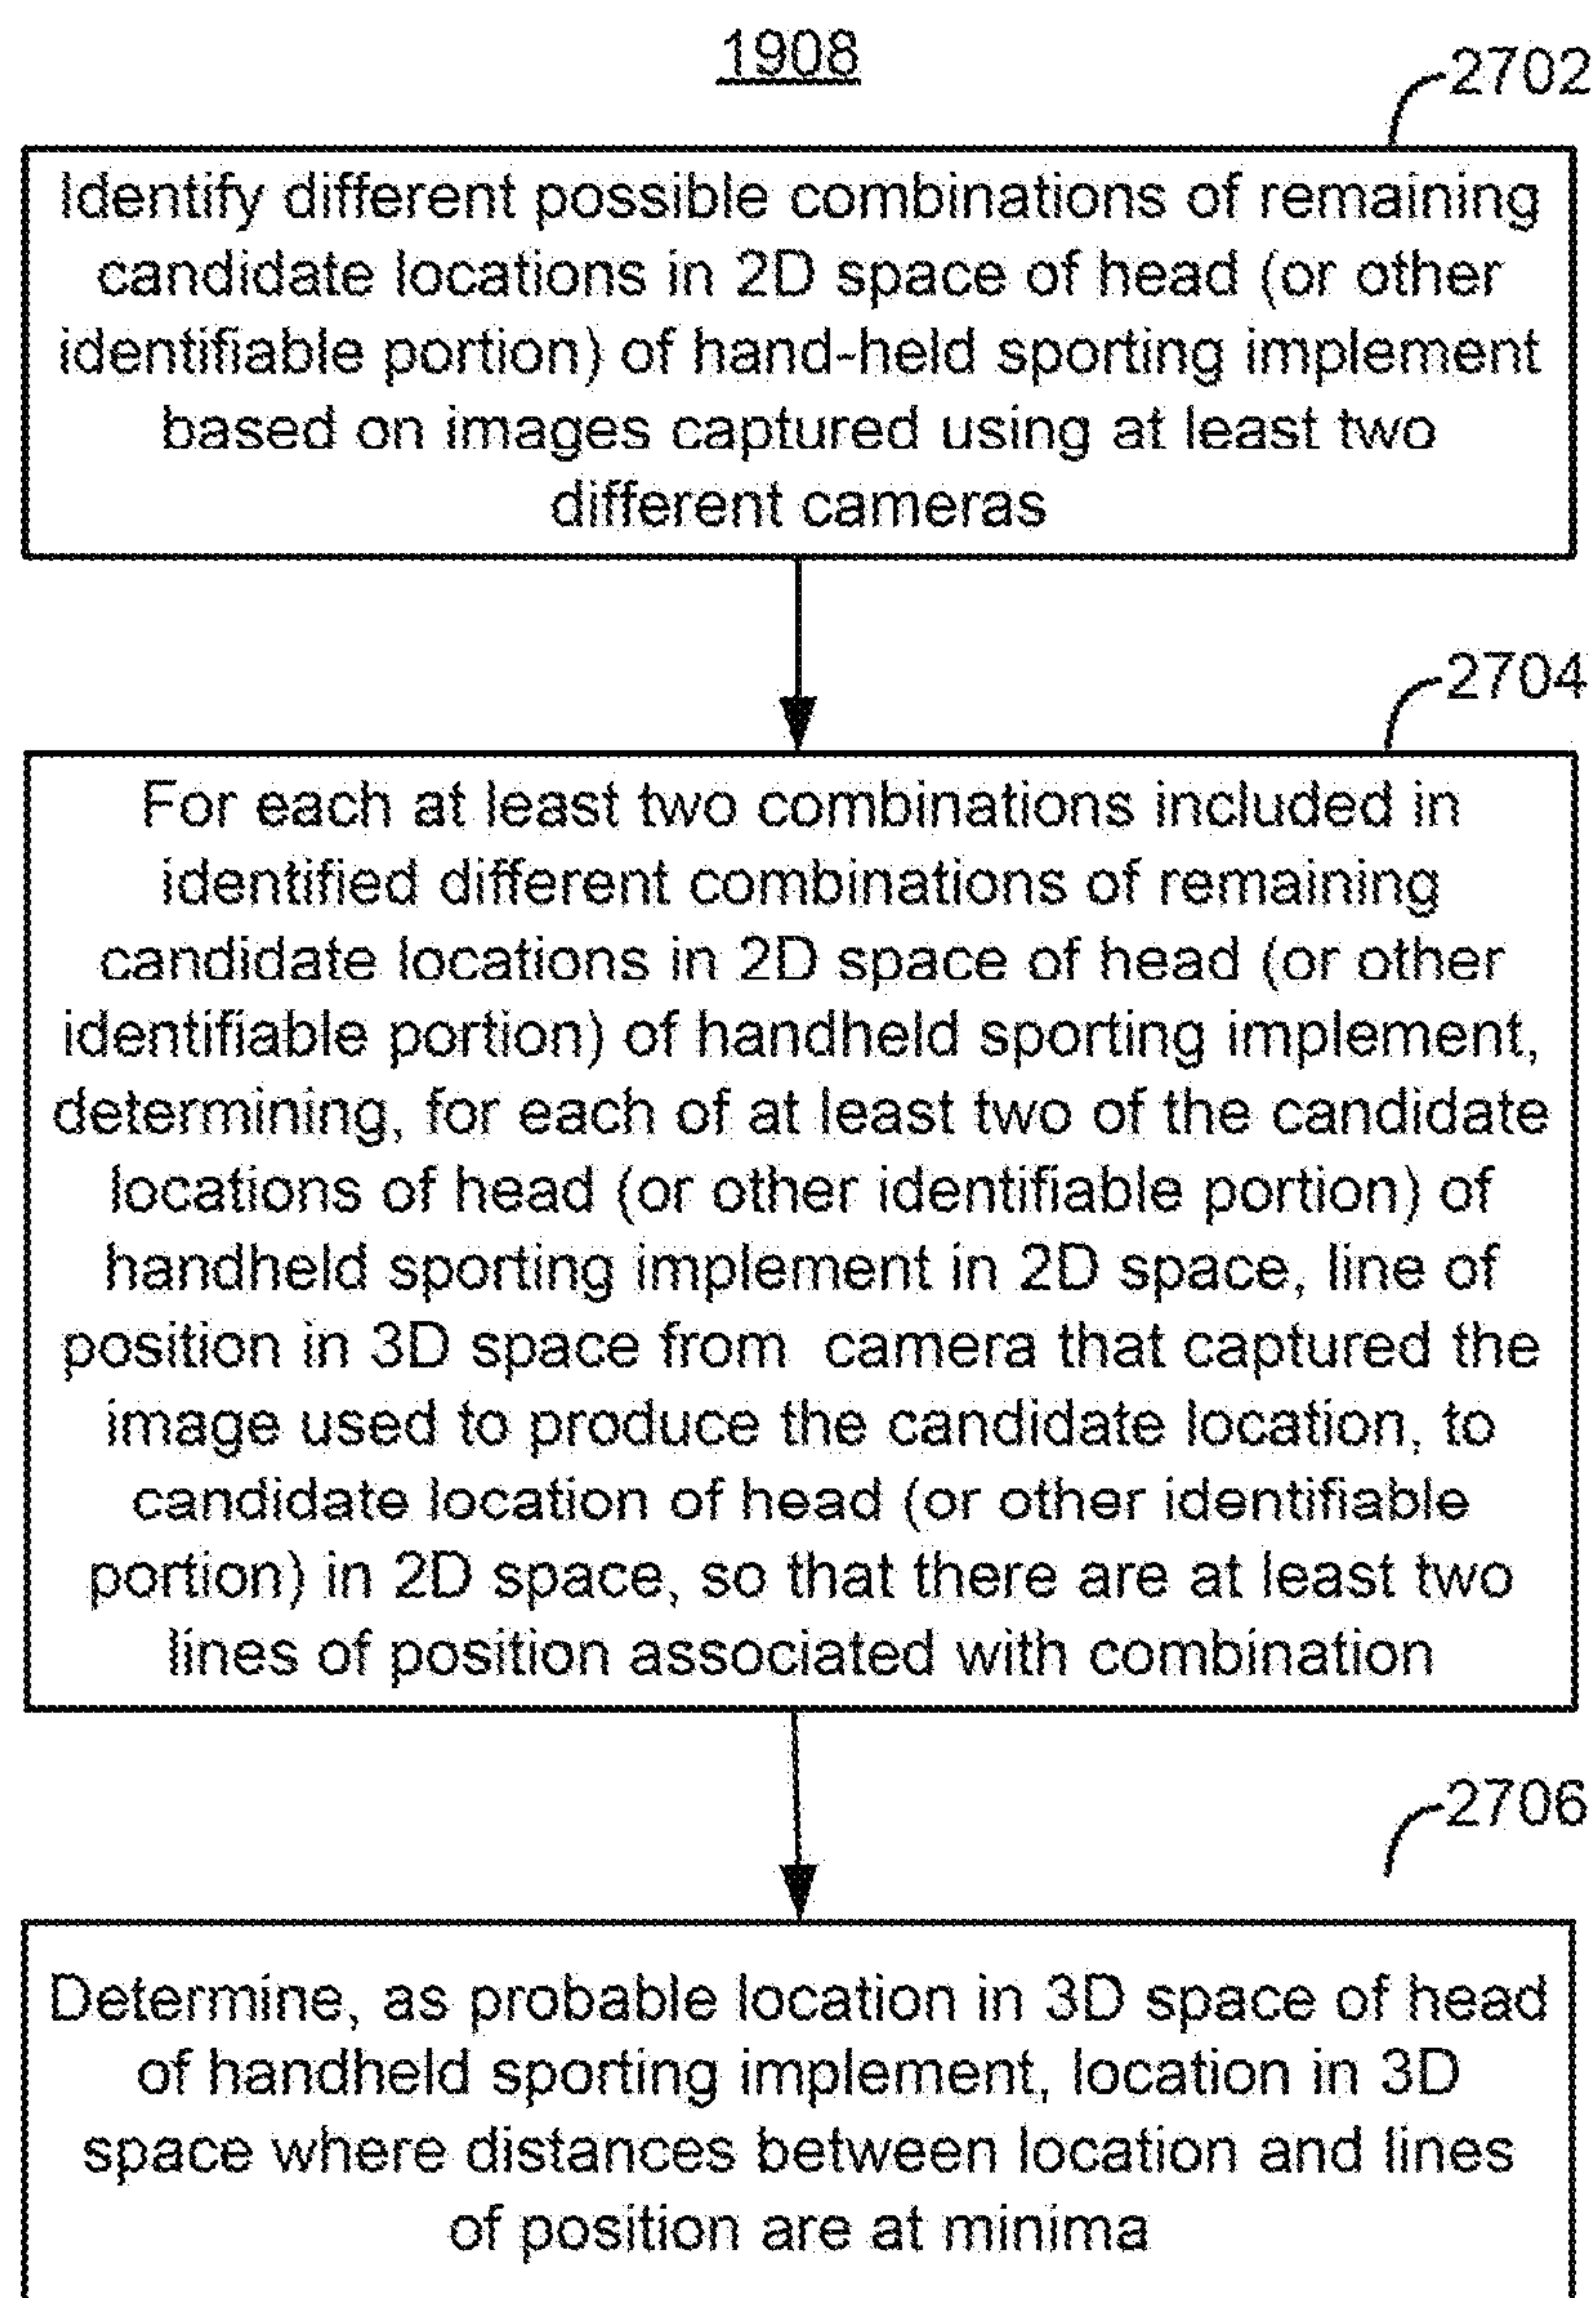 1908
2702
Identify different possible combinations of remaining
candidate locations in 2D space of head (or other
identifiable portion) of hand-held sporting implement
based on images captured using at least two
different cameras
2704
For each at least two combinations included in
identified different combinations of remaining
candidate locations in 2D space of head (or other
identifiable portion) of handheld sporting implement,
determining, for each of at least two of the candidate
locations of head (or other identifiable portion) of
handheld sporting implement in 2D space, line of
position in 3D space from camera that captured the
image used to produce the candidate location, to
candidate location of head (or other identifiable
portion) in 2D space, so that there are at least two
lines of position associated with combination
2706
Determine, as probable location in 3D space of head
of handheld sporting implement, location in 3D
space where distances between location and lines
of position are at minima